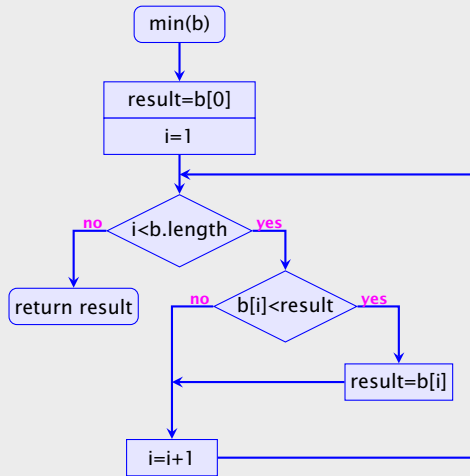 min(b)
result=b[0]
i=1
i<b.length
no
yes
return result
b[i]<result
no
yes
result=b[i]
i=i+1